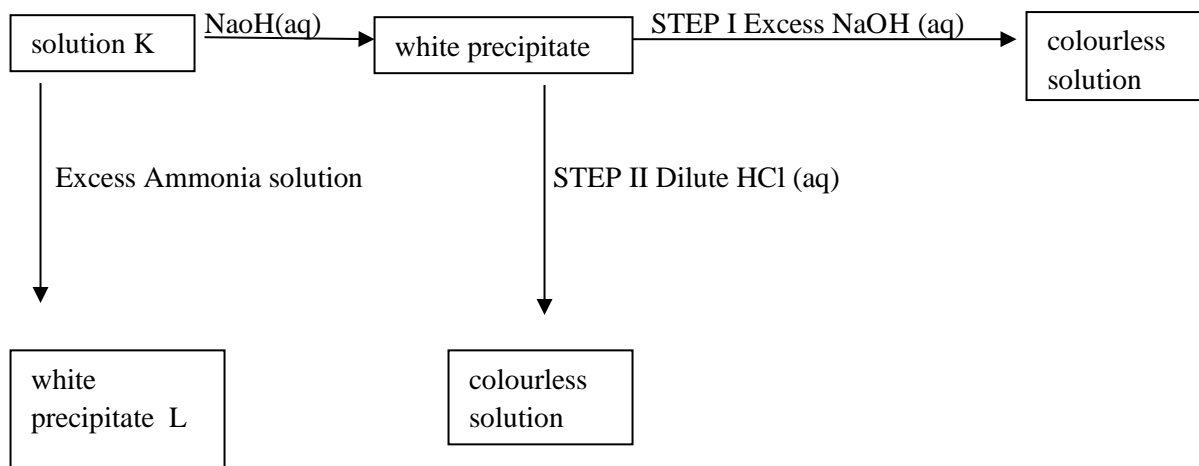 solution K
NaoH(aq)
white precipitate
STEP I Excess NaOH (aq)
colourless
solution
Excess Ammonia solution
STEP II Dilute HCl (aq)
white
precipitate L
colourless
solution